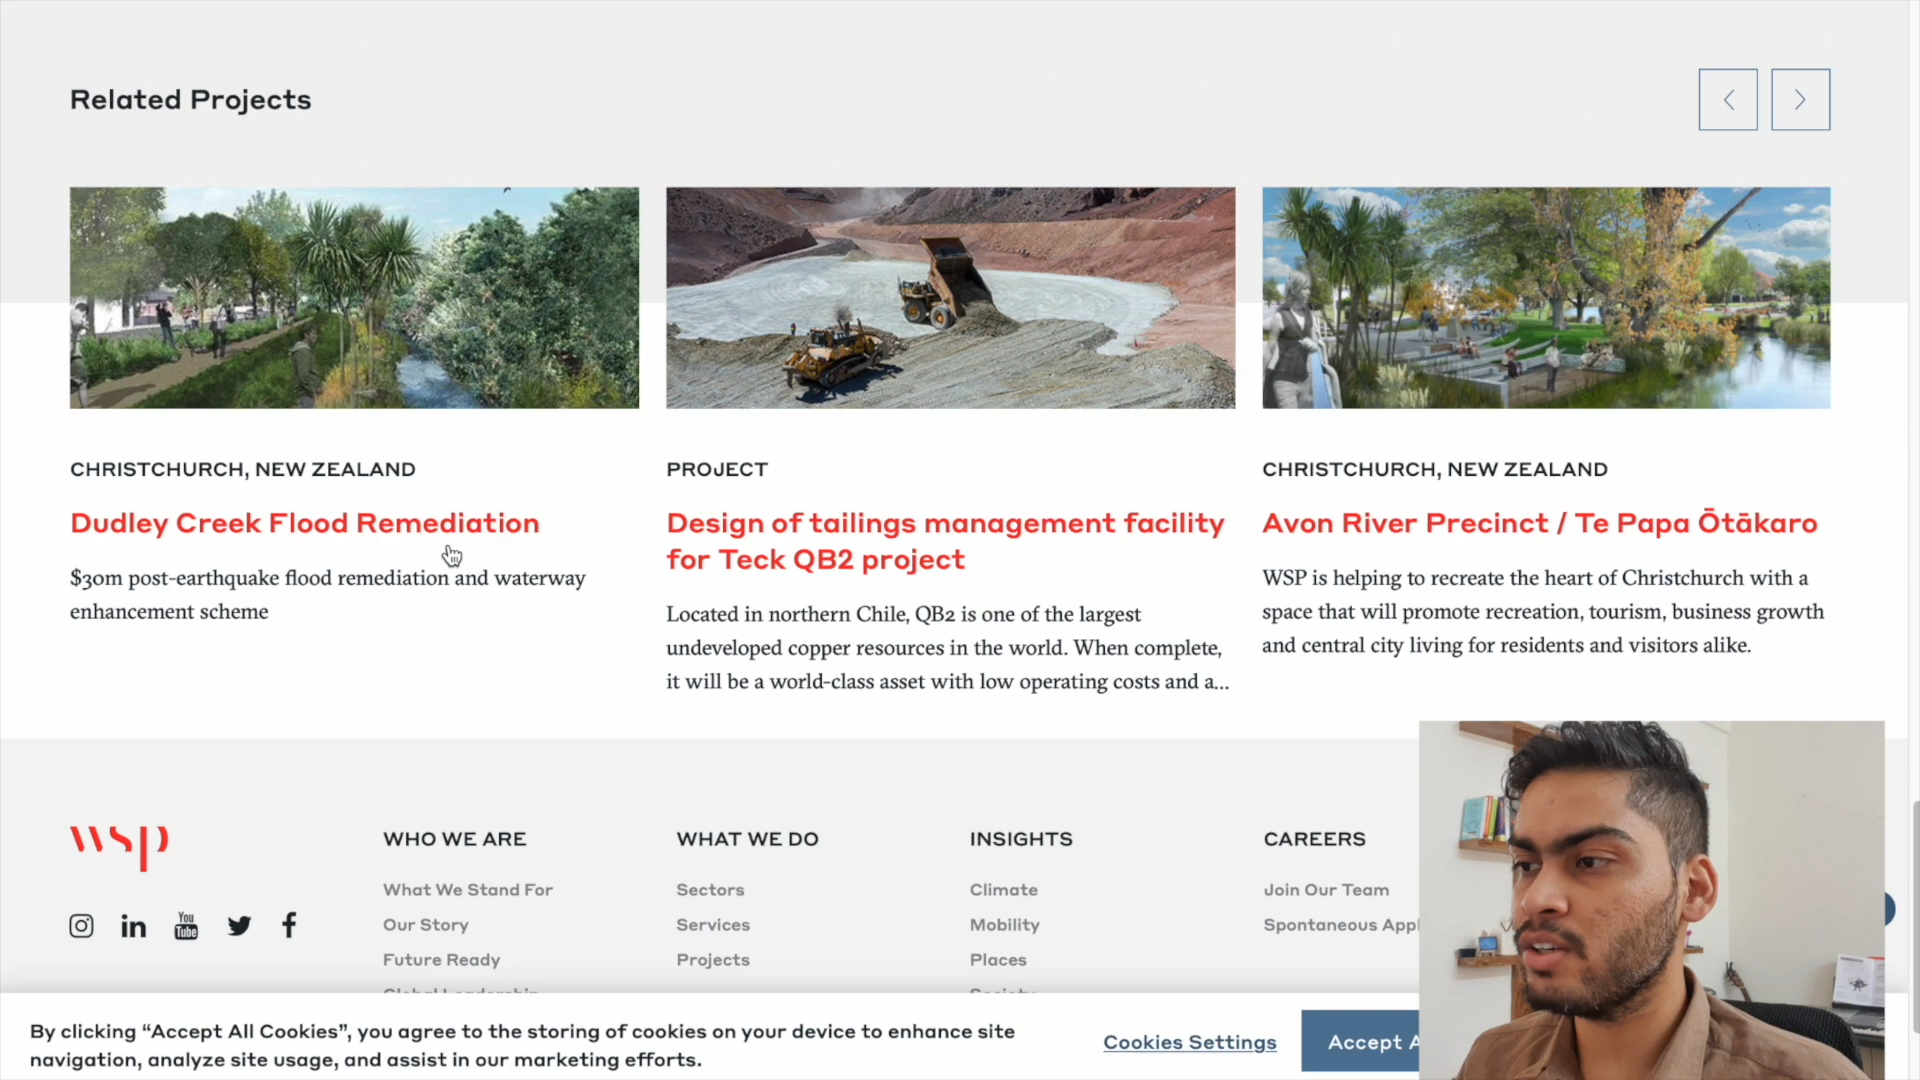 Related Projects
CHRISTCHURCH, NEW ZEALAND
Dudley Creek Flood Remediation
$30m post-earthquake flood remediation and waterway
enhancement scheme
PROJECT
Design of tailings management facility
for Teck QB2 project
Located in northern Chile, QB2 is one of the largest
undeveloped copper resources in the world. When complete,
it will be a world-class asset with low operating costs and a...
CHRISTCHURCH, NEW ZEALAND
Avon River Precinct / Te Papa Ōtākaro
WSP is helping to recreate the heart of Christchurch with a
space that will promote recreation, tourism, business growth
and central city living for residents and visitors alike.
wsp
You
Tube
WHO WE ARE
What We Stand For
Our Story
Future Ready
WHAT WE DO
Sectors
Services
Projects
INSIGHTS
Climate
Mobility
Places
CAREERS
Join Our Team
Spontaneous Appl
By clicking “Accept All Cookies”, you agree to the storing of cookies on your device to enhance site
navigation, analyze site usage, and assist in our marketing efforts.
Cookies Settings
Accept A